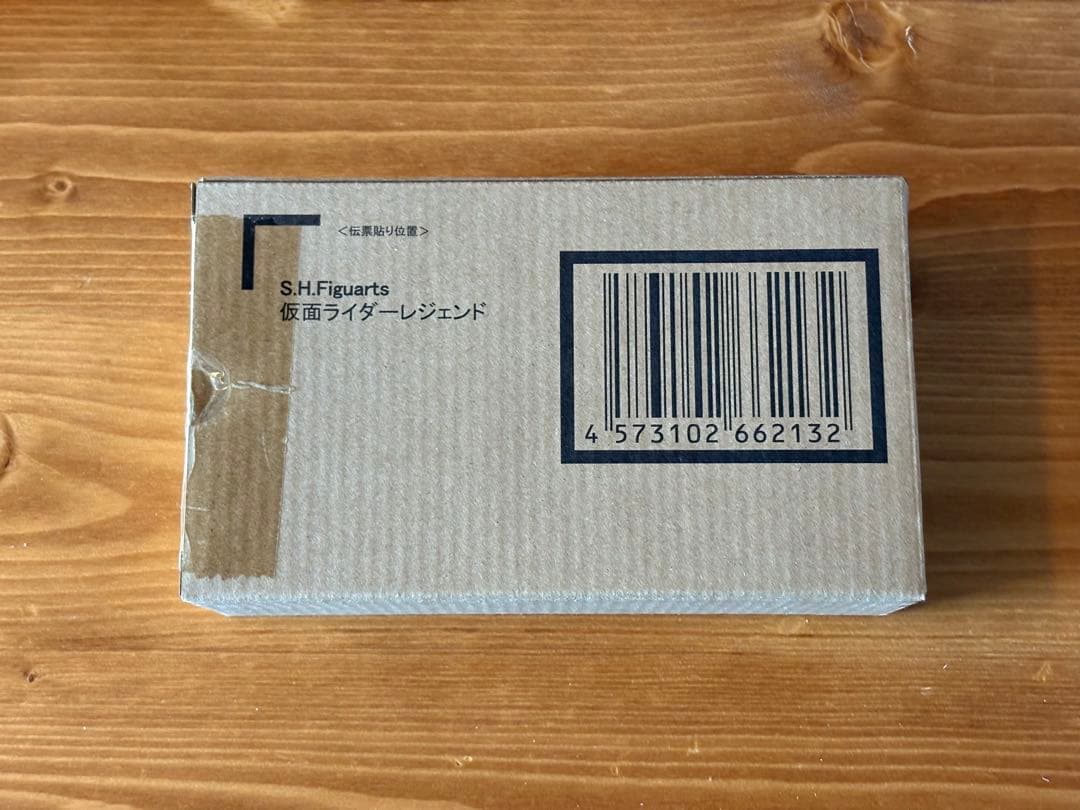 ＜伝票貼り位置＞
S.H.Figuarts
仮面ライダーレジェンド
4 573102 662132